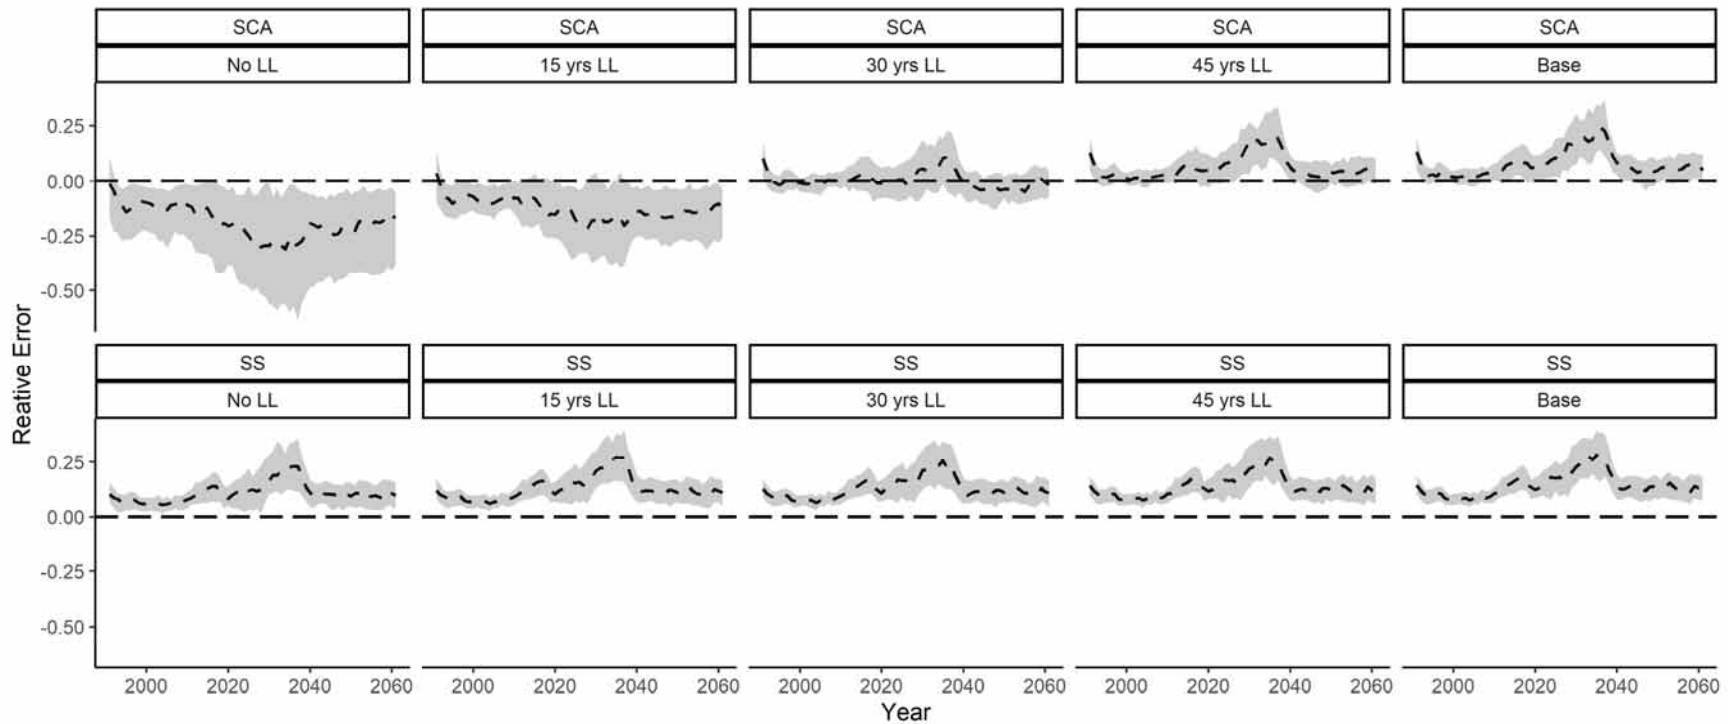 SCA SCA SCA SCA SCA
No LL 15 yrs LL 30 yrs LL 45 yrs LL Base
0.25
0.00
-0.25
-0.50
Reative Error
SS SS SS SS SS
No LL 15 yrs LL 30 yrs LL 45 yrs LL Base
0.25
0.00
-0.25
-0.50
2000 2020 2040 2060 2000 2020 2040 2060 2000 2020 2040 2060 2000 2020 2040 2060 2000 2020 2040 2060
Year